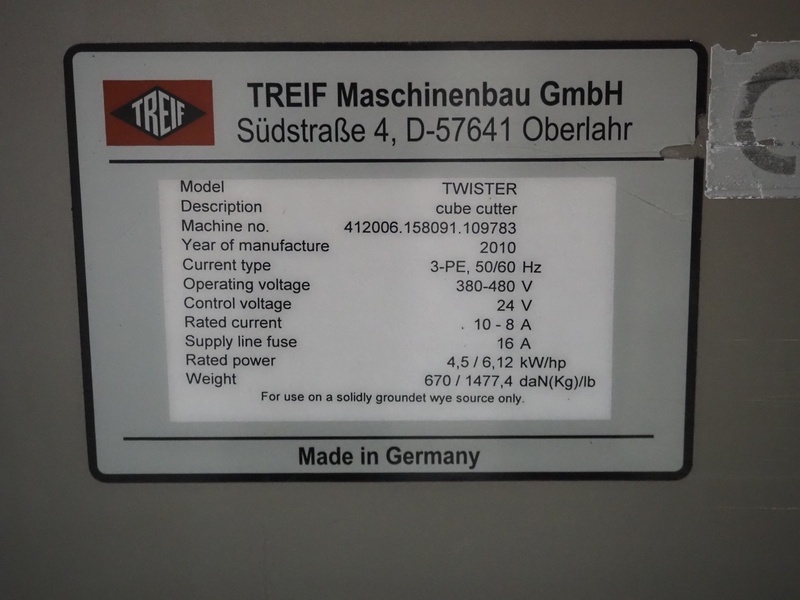 TREIF
TREIF Maschinenbau GmbH
Südstraße 4, D-57641 Oberlahr
Model TWISTER
Description cube cutter
Machine no. 412006.158091.109783
Year of manufacture 2010
Current type 3-PE, 50/60 Hz
Operating voltage 380-480 V
Control voltage 24 V
Rated current . 10 - 8 A
Supply line fuse 16 A
Rated power 4,5 / 6,12 kW/hp
Weight 670 / 1477,4 daN(Kg)/lb
For use on a solidly groundet wye source only.
Made in Germany